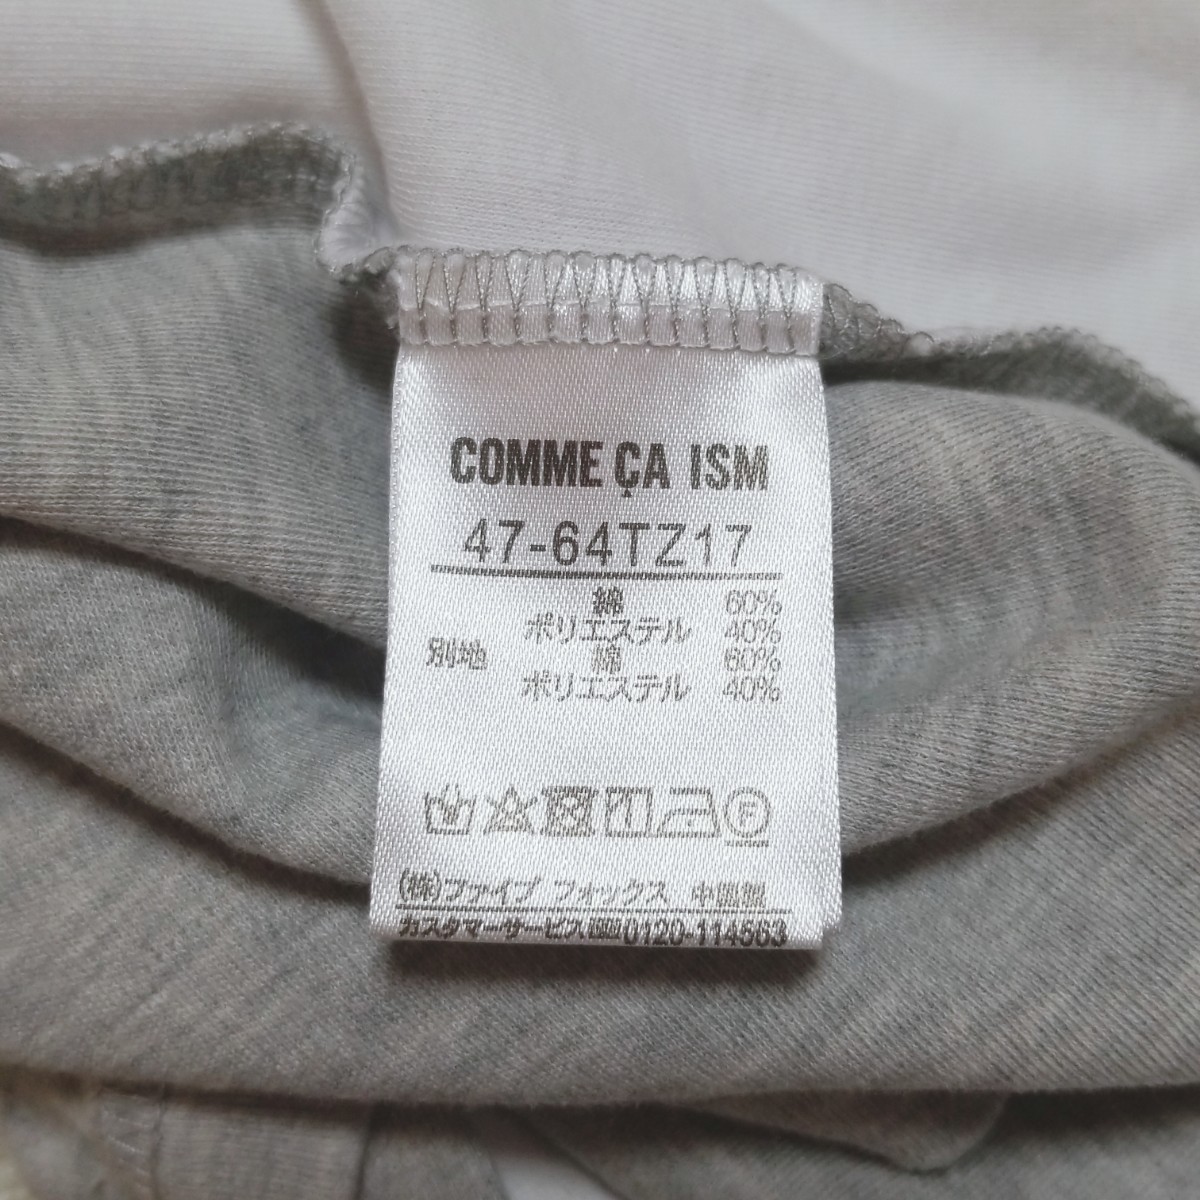 COMME ÇA ISM
47-64TZ17
綿 60%
ポリエステル 40%
別地 綿 60%
ポリエステル 40%
F
(株)ファイブ フォックス 中国製
カスタマーサービス 0120-114563